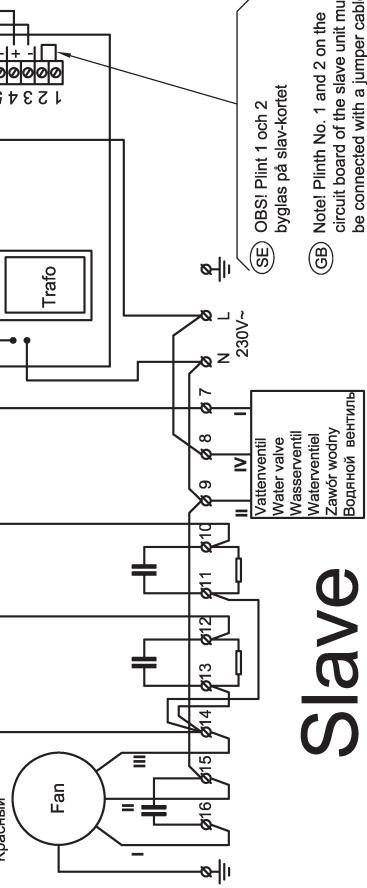 Красный
Fan
I
II
III
16
15
14
13
12
11
10
9
8
7
N
L
230V~
II
IV
I
Vattenventil
Water valve
Wasserventil
Waterventiel
Zawór wodny
Водяной вентиль
Trafo
5 4 3 2 1
- + -
SE OBS! Plint 1 och 2
byglas på slav-kortet
GB Note! Plinth No. 1 and 2 on the
circuit board of the slave unit
be connected with a jumper
Slave